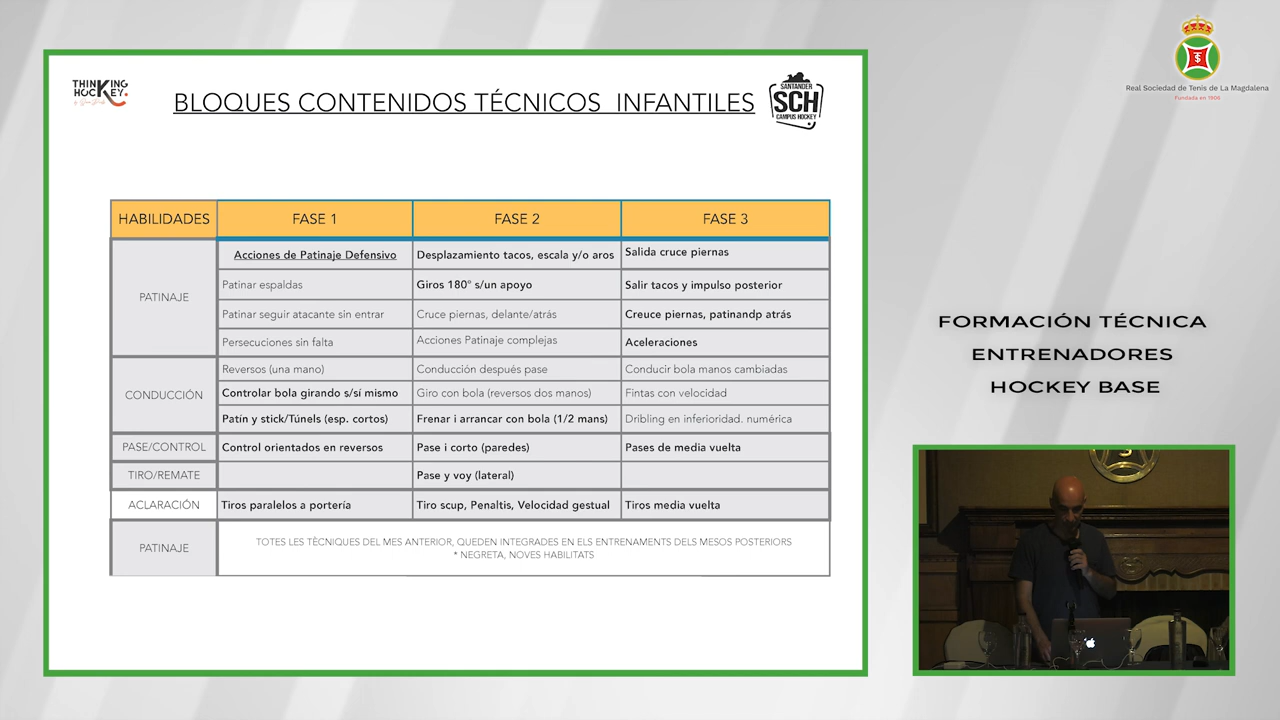 THINKING
HOCKEY
BLOQUES CONTENIDOS TÉCNICOS INFANTILES
SANTANDER
SCH
CAMPUS HOCKEY
Real Sociedad de Tenis de La Magdalena
Fundada en 1906
HABILIDADES FASE 1 FASE 2 FASE 3
PATINAJE
Acciones de Patinaje Defensivo Desplazamiento tacos, escala y/o aros Salida cruce piernas
Patinar espaldas Giros 180° s/un apoyo Salir tacos y impulso posterior
Patinar seguir atacante sin entrar Cruce piernas, delante/atrás Creuce piernas, patinandp atrás
Persecuciones sin falta Acciones Patinaje complejas Aceleraciones
CONDUCCIÓN
Reversos (una mano) Conducción después pase Conducir bola manos cambiadas
Controlar bola girando s/sí mismo Giro con bola (reversos dos manos) Fintas con velocidad
Patín y stick/Túnels (esp. cortos) Frenar i arrancar con bola (1/2 mans) Dribling en inferioridad. numérica
PASE/CONTROL Control orientados en reversos Pase i corto (paredes) Pases de media vuelta
TIRO/REMATE Pase y voy (lateral)
ACLARACIÓN Tiros paralelos a portería Tiro scup, Penaltis, Velocidad gestual Tiros media vuelta
PATINAJE
TOTES LES TÈCNIQUES DEL MES ANTERIOR, QUEDEN INTEGRADES EN ELS ENTRENAMENTS DELS MESOS POSTERIORS
* NEGRETA, NOVES HABILITATS
FORMACIÓN TÉCNICA
ENTRENADORES
HOCKEY BASE